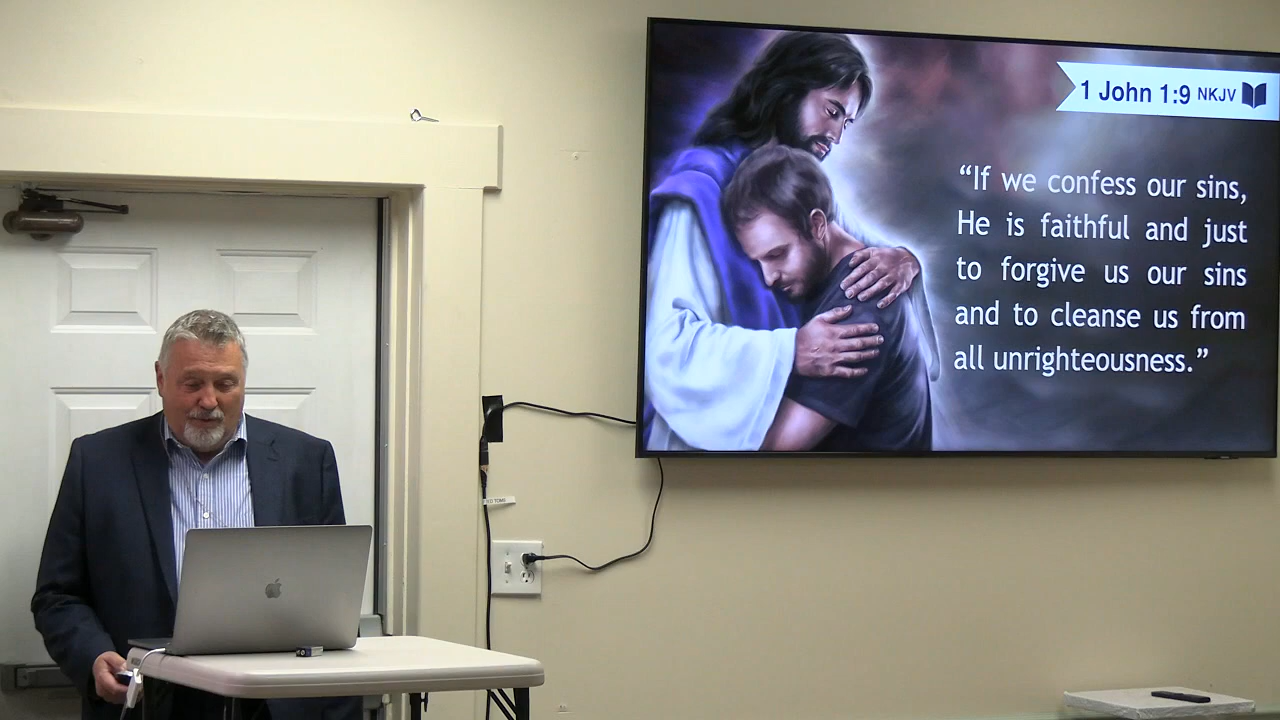 1 John 1:9 NKJV
“If we confess our sins,
He is faithful and just
to forgive us our sins
and to cleanse us from
all unrighteousness.”